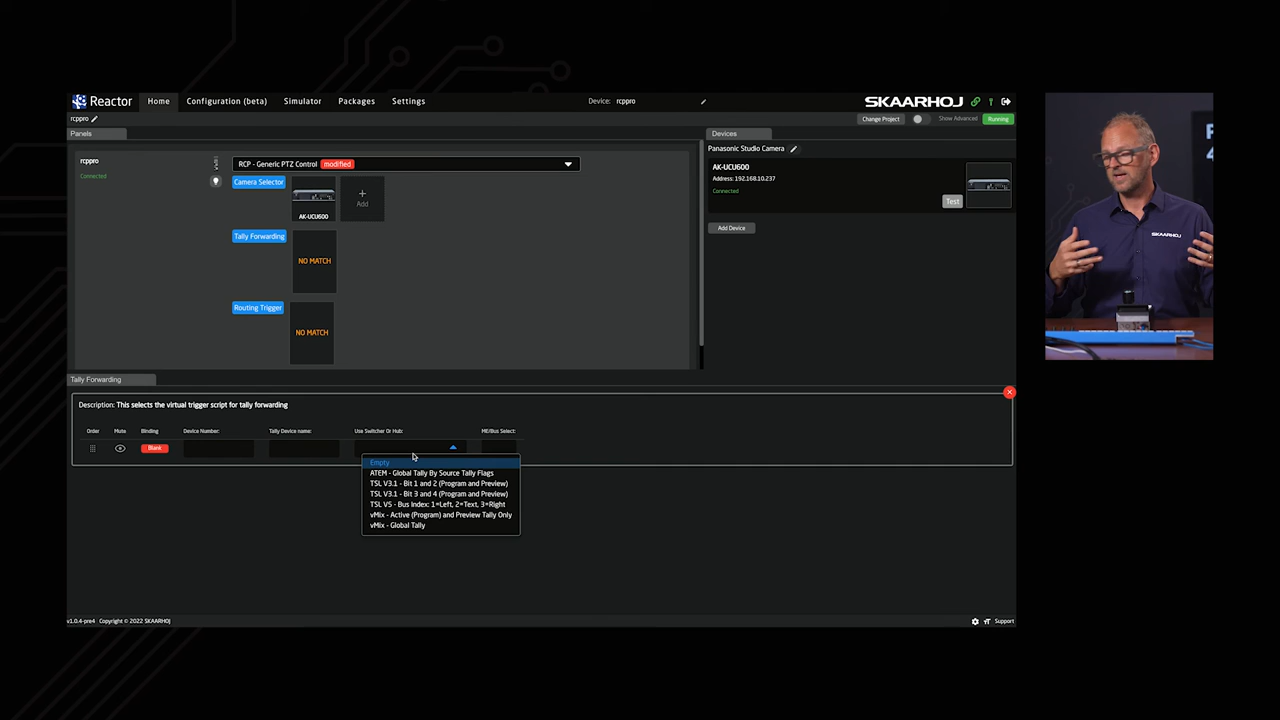 Reactor
Home
Configuration (beta)
Simulator
Packages
Settings
Device: rcppro
SKAARHOJ
rcppro
Change Project
Show Advanced
Running
Panels
Devices
rcppro
Connected
RCP - Generic PTZ Control modified
Camera Selector
AK-UCU600
+
Add
Tally Forwarding
NO MATCH
Routing Trigger
NO MATCH
Panasonic Studio Camera
AK-UCU600
Address: 192.168.10.237
Connected
Test
Add Device
Tally Forwarding
Description: This selects the virtual trigger script for tally forwarding
Order
Mute
Binding
Device Number:
Tally Device name:
Use Switcher Or Hub:
ME/Bus Select:
Blank
Empty
ATEM - Global Tally By Source Tally Flags
TSL V3.1 - Bit 1 and 2 (Program and Preview)
TSL V3.1 - Bit 3 and 4 (Program and Preview)
TSL V5 - Bus Index: 1=Left, 2=Text, 3=Right
vMix - Active (Program) and Preview Tally Only
vMix - Global Tally
v1.0.4-pre4 Copyright © 2022 SKAARHOJ
Support
SKAARHOJ